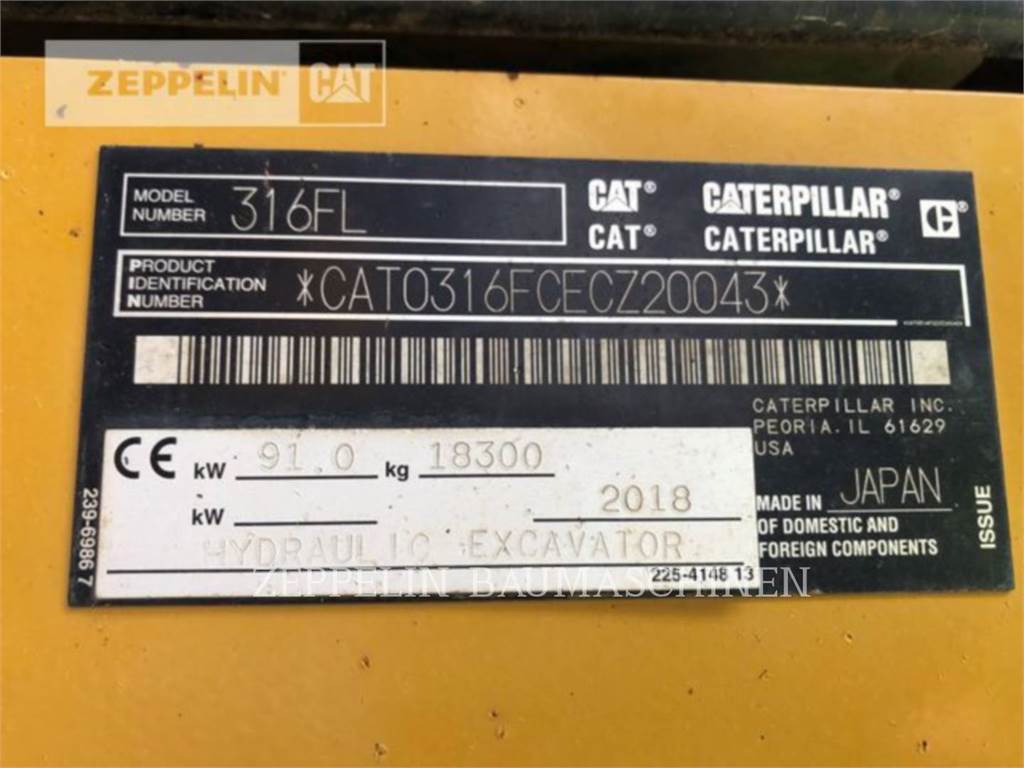 ZEPPELIN® CAT
MODEL NUMBER 316FL
CAT® CATERPILLAR®
CAT® CATERPILLAR®
PRODUCT IDENTIFICATION NUMBER *CAT0316FCECZ20043*
CATERPILLAR INC.
PEORIA. IL 61629
USA
CE kW 91.0 kg 18300
kW 2018
HYDRAULIC EXCAVATOR
225-4148 13
MADE IN JAPAN
OF DOMESTIC AND
FOREIGN COMPONENTS
239-6986 7
ISSUE
ZEPPELIN BAUMASCHINEN